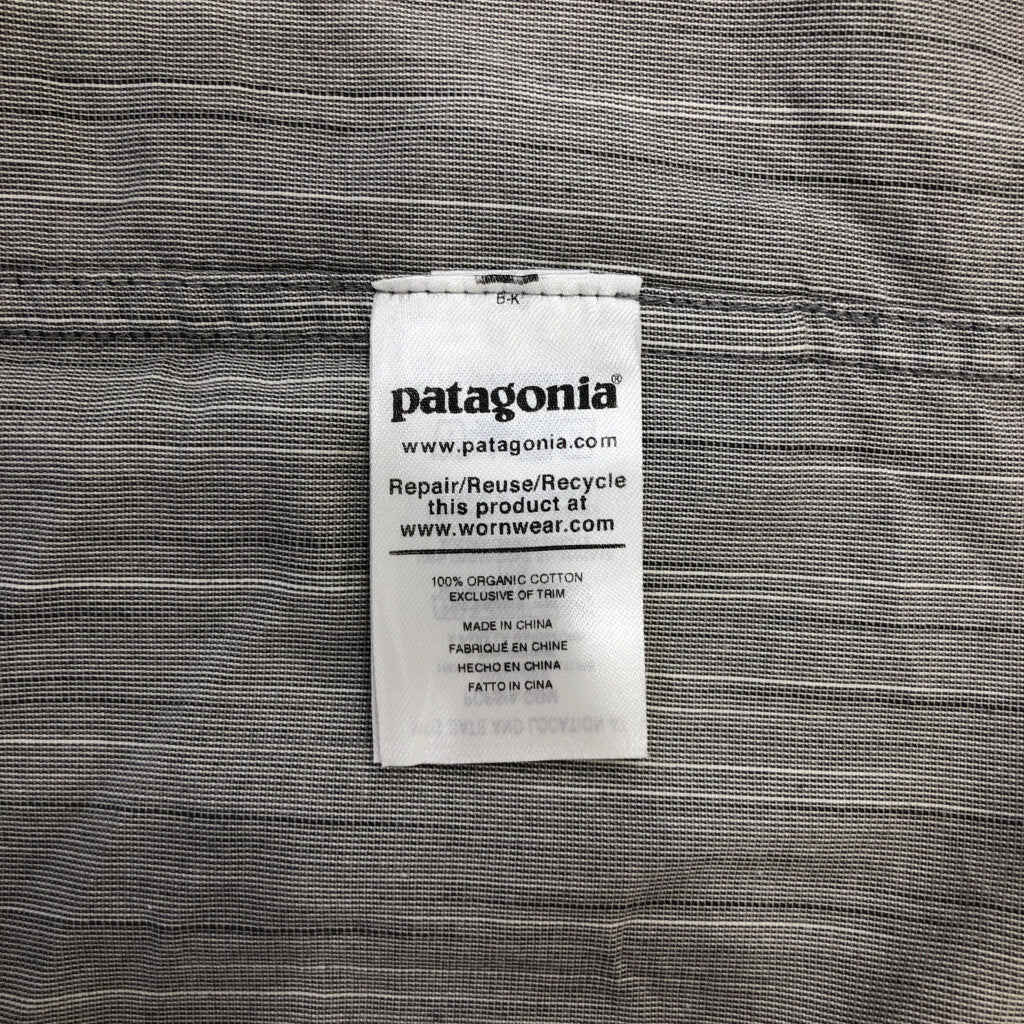 B-K
patagonia®
www.patagonia.com
Repair/Reuse/Recycle
this product at
www.wornwear.com
100% ORGANIC COTTON
EXCLUSIVE OF TRIM
MADE IN CHINA
FABRIQUÉ EN CHINE
HECHO EN CHINA
FATTO IN CINA